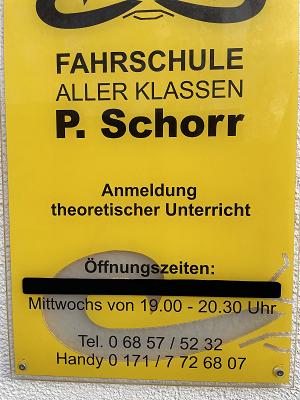 FAHRSCHULE
ALLER KLASSEN
P. Schorr
Anmeldung
theoretischer Unterricht
Öffnungszeiten:
Mittwochs von 19.00 - 20.30 Uhr
Tel. 0 68 57 / 52 32
Handy 0 171 / 7 72 68 07